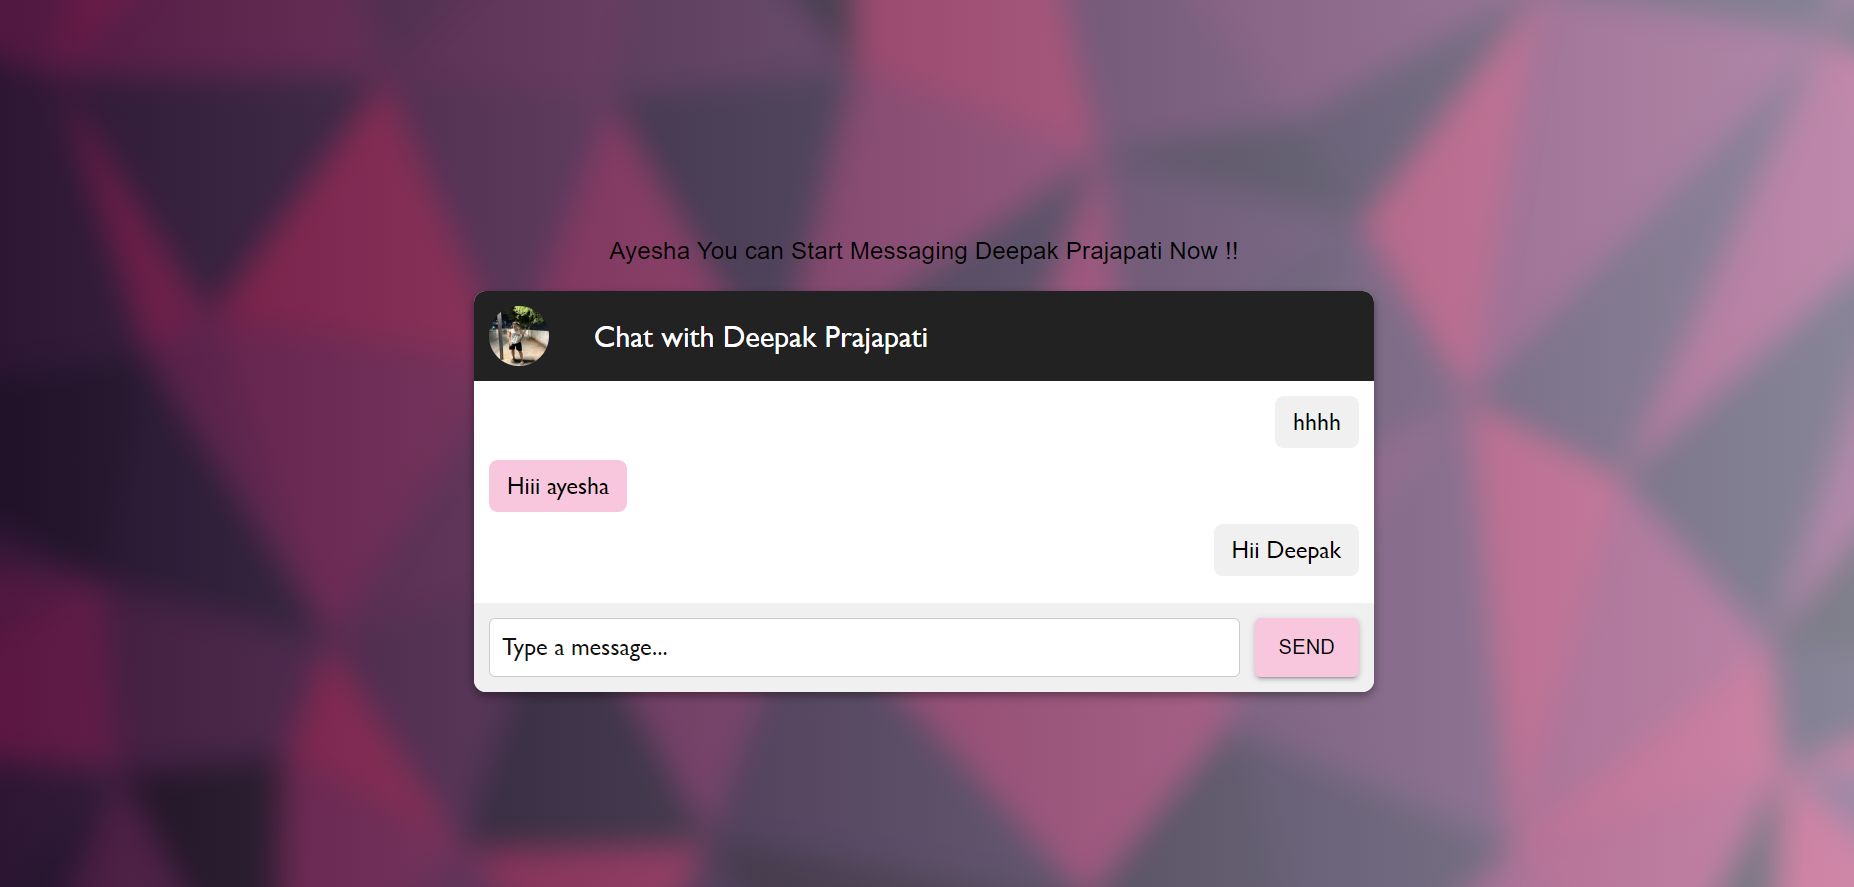 Ayesha You can Start Messaging Deepak Prajapati Now !!
Chat with Deepak Prajapati
hhhh
Hiii ayesha
Hii Deepak
Type a message...
SEND